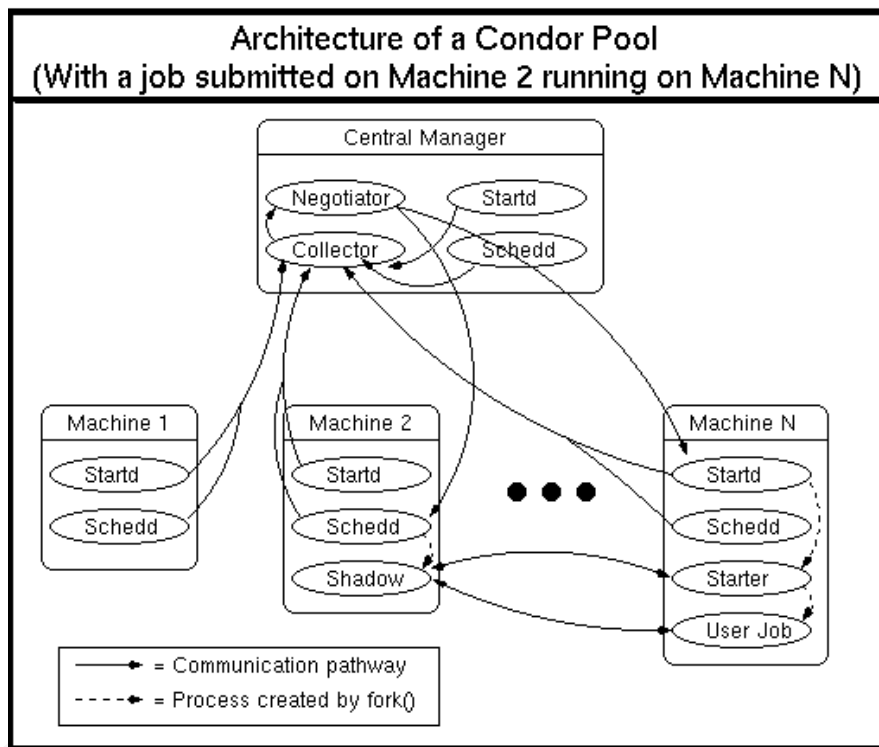 Architecture of a Condor Pool
(With a job submitted on Machine 2 running on Machine N)
Central Manager
Negotiator
Startd
Collector
Schedd
Machine 1
Startd
Schedd
Machine 2
Startd
Schedd
Shadow
Machine N
Startd
Schedd
Starter
User Job
= Communication pathway
= Process created by fork()